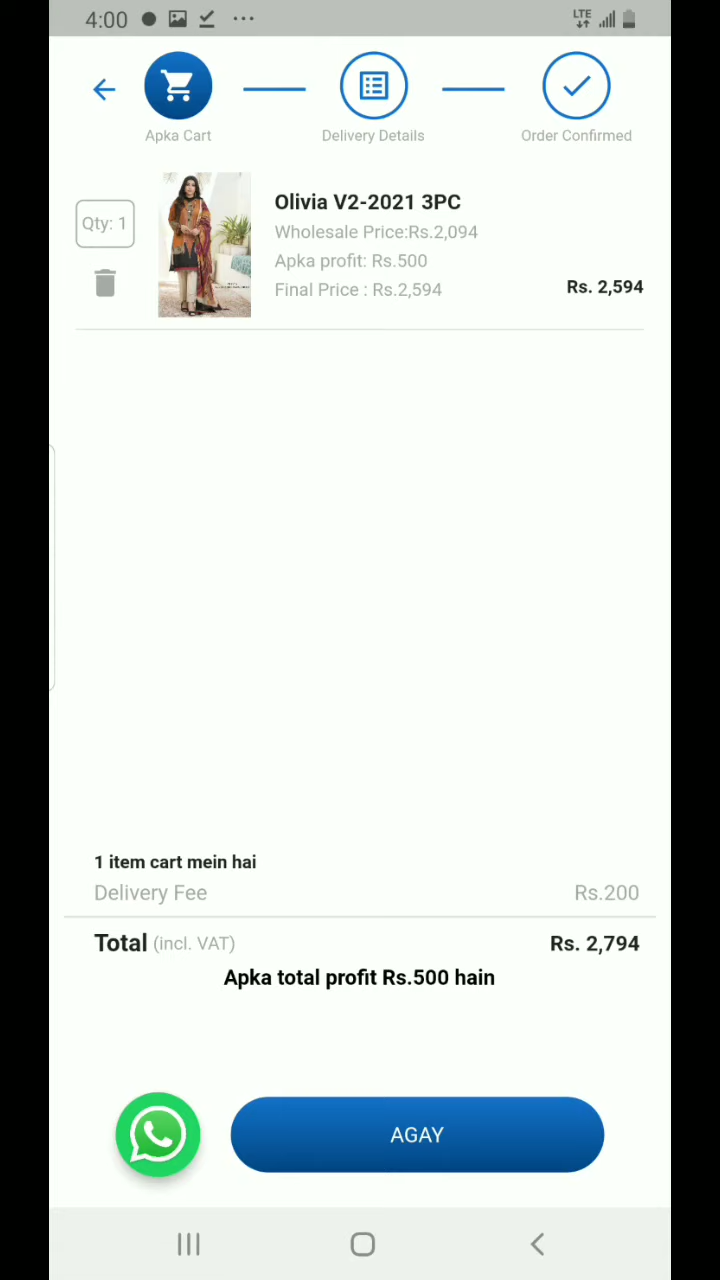 4:00
LTE
Apka Cart
Delivery Details
Order Confirmed
Qty: 1
Olivia V2-2021 3PC
Wholesale Price:Rs.2,094
Apka profit: Rs.500
Final Price : Rs.2,594
Rs. 2,594
1 item cart mein hai
Delivery Fee Rs.200
Total (incl. VAT) Rs. 2,794
Apka total profit Rs.500 hain
AGAY